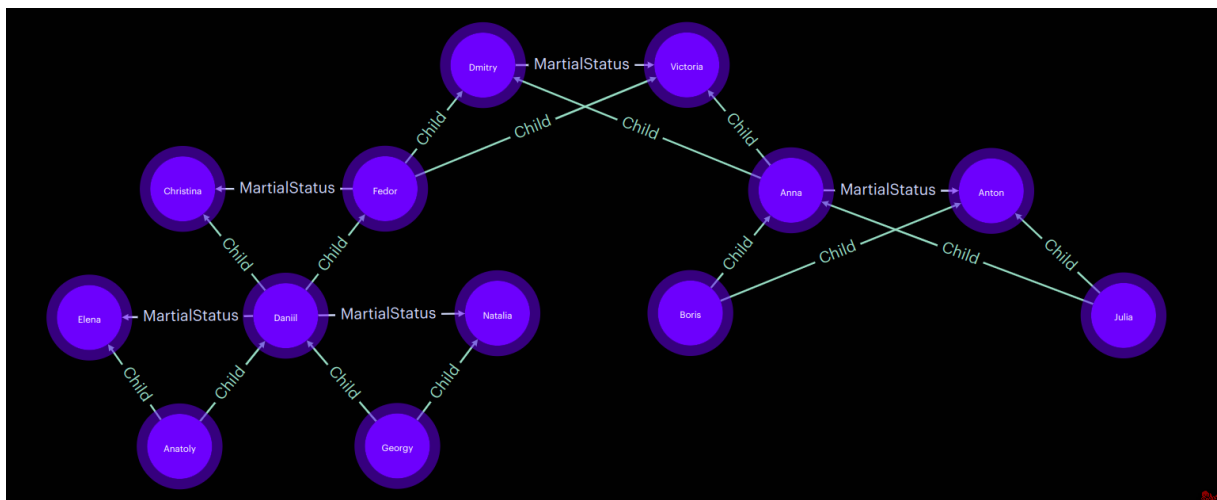 Dmitry MartialStatus Victoria
Child Child Child Child
Christina MartialStatus Fedor Anna MartialStatus Anton
Child Child Child Child Child Child
Elena MartialStatus Daniil MartialStatus Natalia Boris Julia
Child Child Child Child
Anatoly Georgy